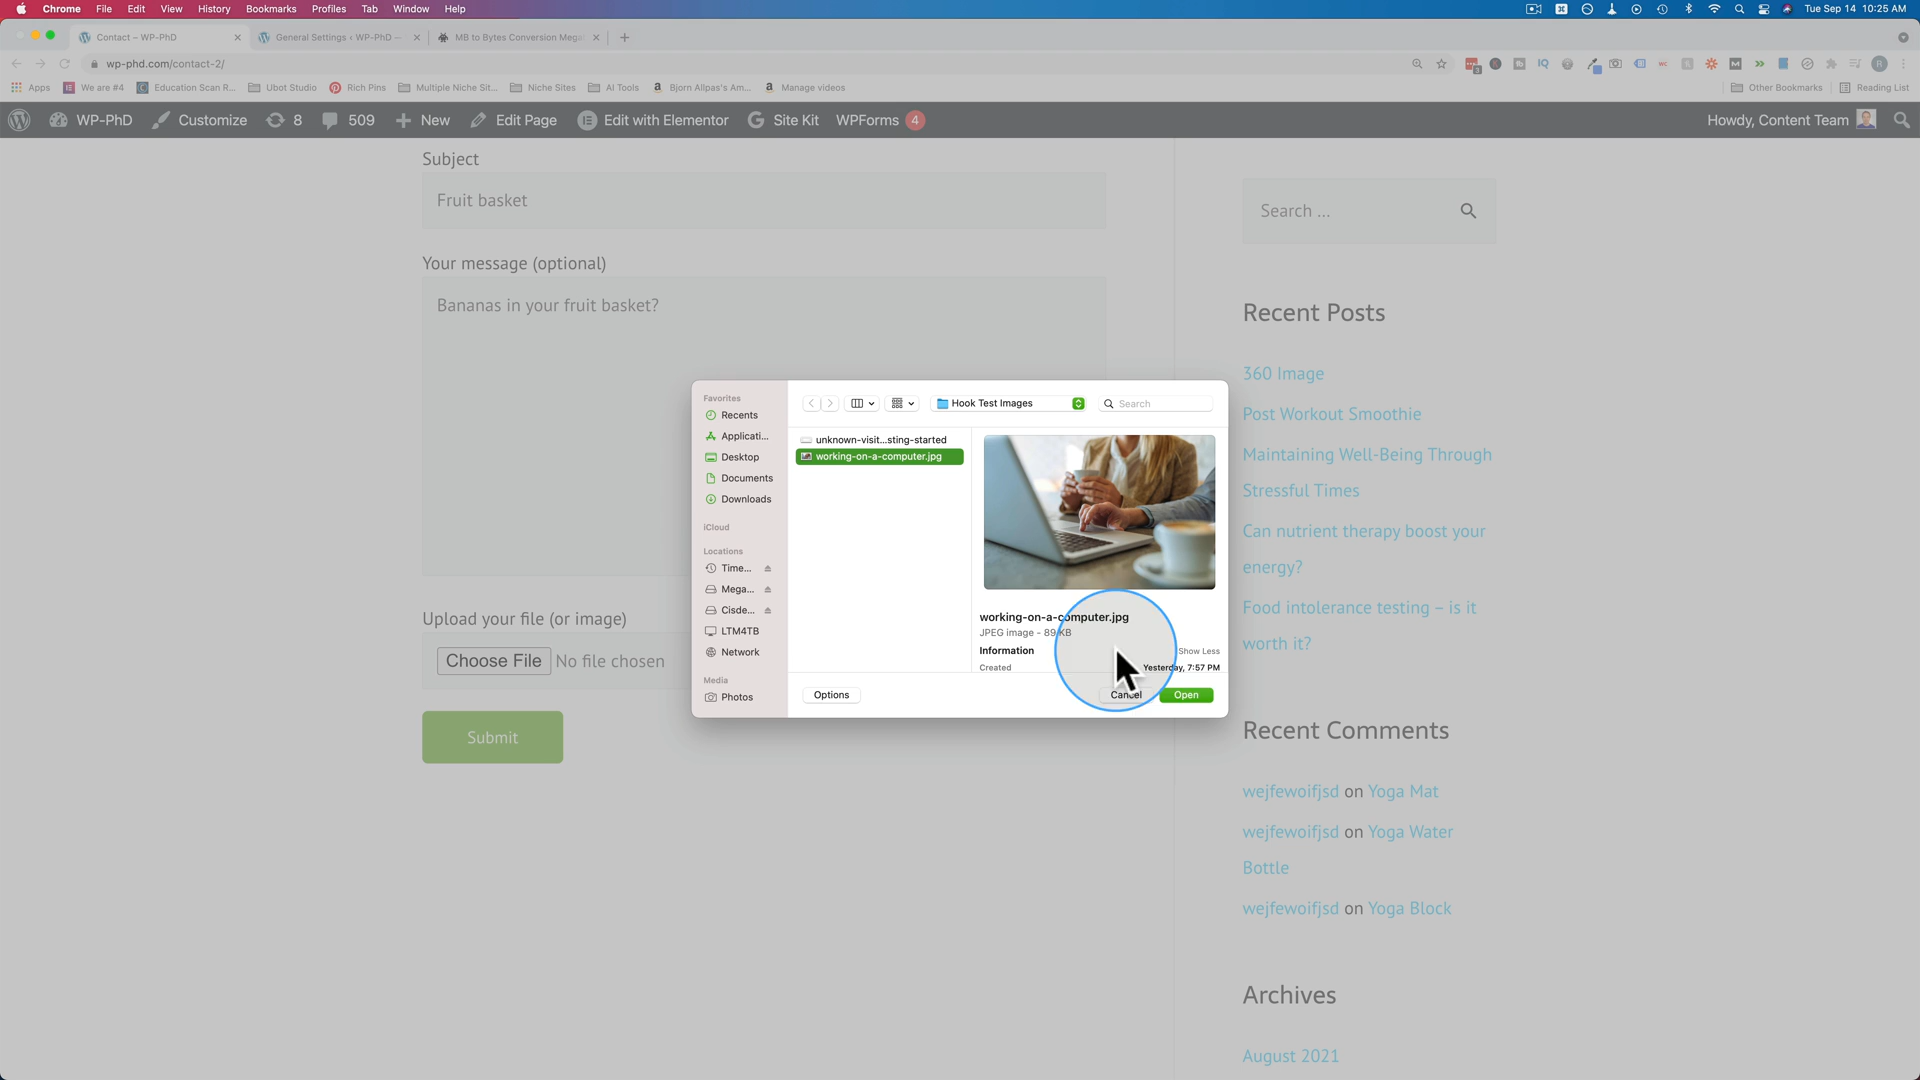 Chrome File Edit View History Bookmarks Profiles Tab Window Help
Tue Sep 14 10:25 AM
Contact – WP-PhD
General Settings ‹ WP-PhD —
MB to Bytes Conversion Mega
wp-phd.com/contact-2/
Apps We are #4 Education Scan R... Ubot Studio Rich Pins Multiple Niche Sit... Niche Sites AI Tools Bjorn Allpas's Am... Manage videos Other Bookmarks Reading List
WP-PhD Customize 8 509 New Edit Page Edit with Elementor Site Kit WPForms 4 Howdy, Content Team
Subject
Fruit basket
Your message (optional)
Bananas in your fruit basket?
Upload your file (or image)
Choose File No file chosen
Submit
Favorites
Recents
Applicati...
Desktop
Documents
Downloads
iCloud
Locations
Time...
Mega...
Cisde...
LTM4TB
Network
Media
Photos
Hook Test Images
Search
unknown-visit...sting-started
working-on-a-computer.jpg
working-on-a-computer.jpg
JPEG image - 89 KB
Information Show Less
Created Yesterday, 7:57 PM
Options Cancel Open
Search ...
Recent Posts
360 Image
Post Workout Smoothie
Maintaining Well-Being Through
Stressful Times
Can nutrient therapy boost your
energy?
Food intolerance testing – is it
worth it?
Recent Comments
wejfewoifjsd on Yoga Mat
wejfewoifjsd on Yoga Water
Bottle
wejfewoifjsd on Yoga Block
Archives
August 2021